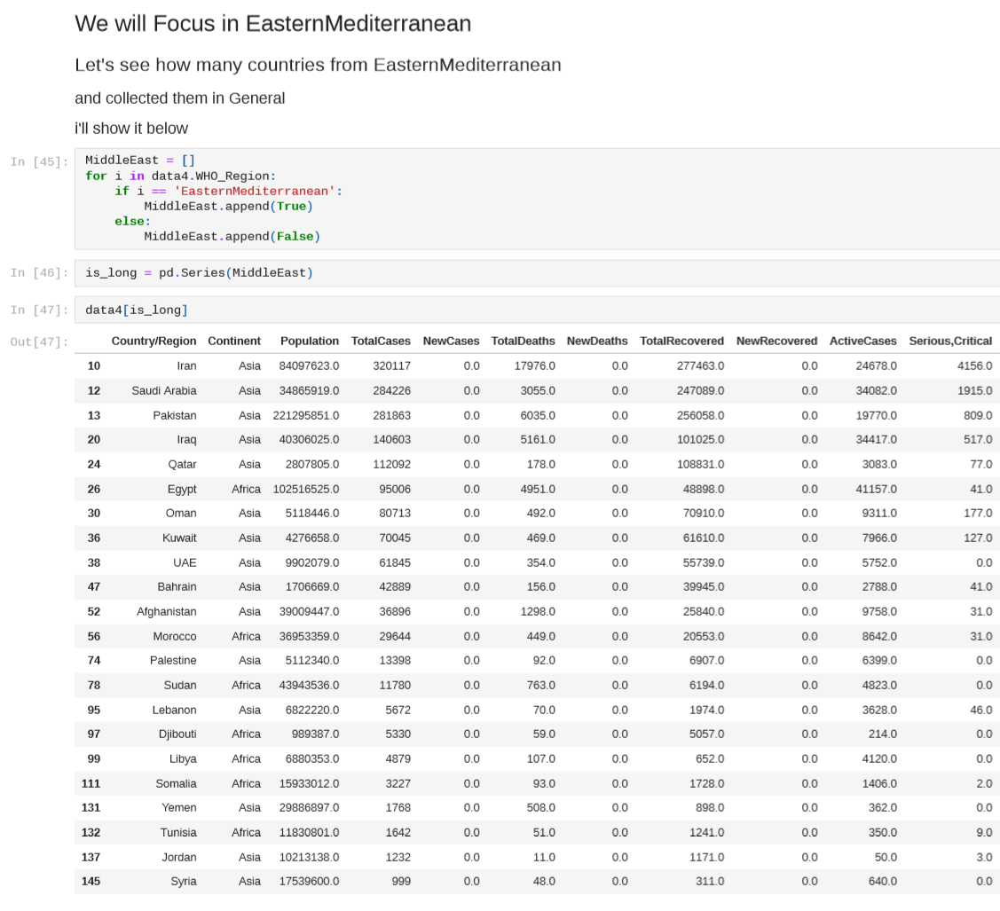 We will Focus in EasternMediterranean
Let's see how many countries from EasternMediterranean
and collected them in General
i'll show it below
In [45]: MiddleEast = []
for i in data4.WHO_Region:
    if i == 'EasternMediterranean':
        MiddleEast.append(True)
    else:
        MiddleEast.append(False)
In [46]: is_long = pd.Series(MiddleEast)
In [47]: data4[is_long]
Out[47]: Country/Region Continent Population TotalCases NewCases TotalDeaths NewDeaths TotalRecovered NewRecovered ActiveCases Serious,Critical
10 Iran Asia 84097623.0 320117 0.0 17976.0 0.0 277463.0 0.0 24678.0 4156.0
12 Saudi Arabia Asia 34865919.0 284226 0.0 3055.0 0.0 247089.0 0.0 34082.0 1915.0
13 Pakistan Asia 221295851.0 281863 0.0 6035.0 0.0 256058.0 0.0 19770.0 809.0
20 Iraq Asia 40306025.0 140603 0.0 5161.0 0.0 101025.0 0.0 34417.0 517.0
24 Qatar Asia 2807805.0 112092 0.0 178.0 0.0 108831.0 0.0 3083.0 77.0
26 Egypt Africa 102516525.0 95006 0.0 4951.0 0.0 48898.0 0.0 41157.0 41.0
30 Oman Asia 5118446.0 80713 0.0 492.0 0.0 70910.0 0.0 9311.0 177.0
36 Kuwait Asia 4276658.0 70045 0.0 469.0 0.0 61610.0 0.0 7966.0 127.0
38 UAE Asia 9902079.0 61845 0.0 354.0 0.0 55739.0 0.0 5752.0 0.0
47 Bahrain Asia 1706669.0 42889 0.0 156.0 0.0 39945.0 0.0 2788.0 41.0
52 Afghanistan Asia 39009447.0 36896 0.0 1298.0 0.0 25840.0 0.0 9758.0 31.0
56 Morocco Africa 36953359.0 29644 0.0 449.0 0.0 20553.0 0.0 8642.0 31.0
74 Palestine Asia 5112340.0 13398 0.0 92.0 0.0 6907.0 0.0 6399.0 0.0
78 Sudan Africa 43943536.0 11780 0.0 763.0 0.0 6194.0 0.0 4823.0 0.0
95 Lebanon Asia 6822220.0 5672 0.0 70.0 0.0 1974.0 0.0 3628.0 46.0
97 Djibouti Africa 989387.0 5330 0.0 59.0 0.0 5057.0 0.0 214.0 0.0
99 Libya Africa 6880353.0 4879 0.0 107.0 0.0 652.0 0.0 4120.0 0.0
111 Somalia Africa 15933012.0 3227 0.0 93.0 0.0 1728.0 0.0 1406.0 2.0
131 Yemen Asia 29886897.0 1768 0.0 508.0 0.0 898.0 0.0 362.0 0.0
132 Tunisia Africa 11830801.0 1642 0.0 51.0 0.0 1241.0 0.0 350.0 9.0
137 Jordan Asia 10213138.0 1232 0.0 11.0 0.0 1171.0 0.0 50.0 3.0
145 Syria Asia 17539600.0 999 0.0 48.0 0.0 311.0 0.0 640.0 0.0